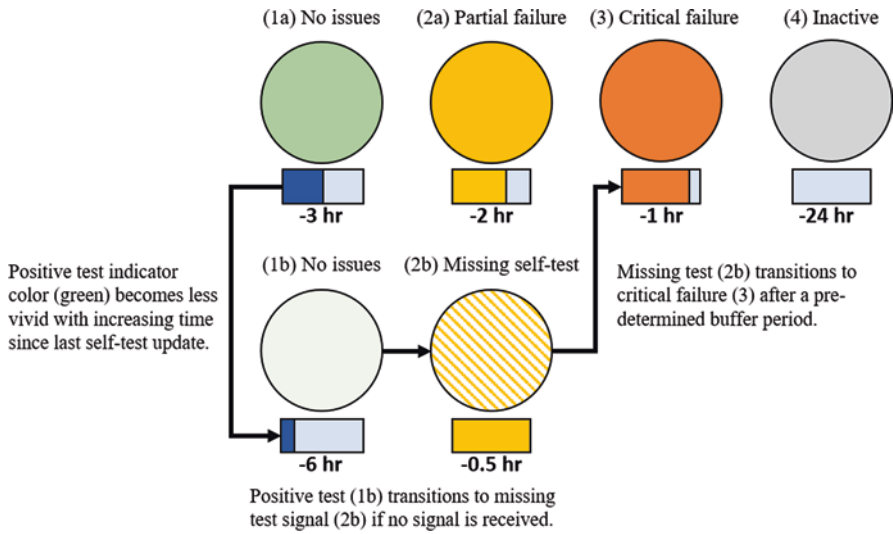 (1a) No issues
(2a) Partial failure
(3) Critical failure
(4) Inactive
-3 hr
-2 hr
-1 hr
-24 hr
Positive test indicator
color (green) becomes less
vivid with increasing time
since last self-test update.
(1b) No issues
(2b) Missing self-test
Missing test (2b) transitions to
critical failure (3) after a pre-
determined buffer period.
-6 hr
-0.5 hr
Positive test (1b) transitions to missing
test signal (2b) if no signal is received.